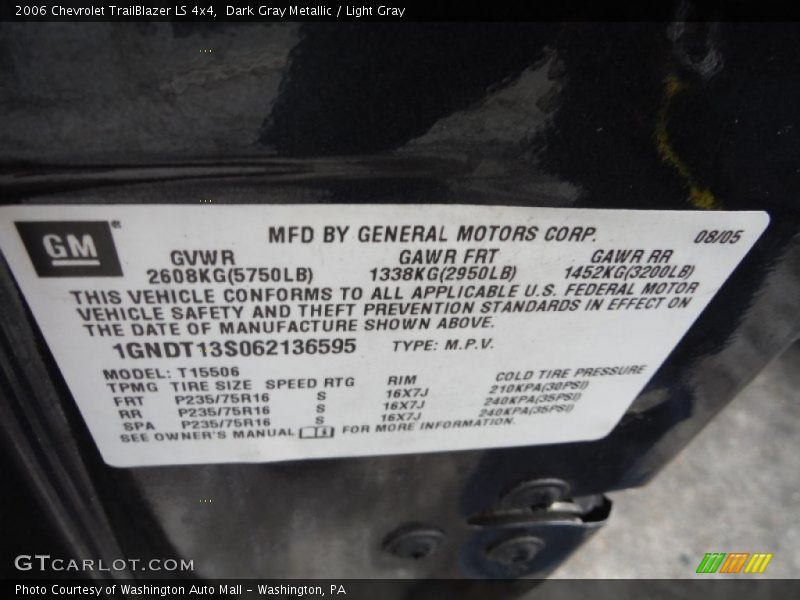 2006 Chevrolet TrailBlazer LS 4x4, Dark Gray Metallic / Light Gray
GM®
MFD BY GENERAL MOTORS CORP. 08/05
GVWR GAWR FRT GAWR RR
2608KG(5750LB) 1338KG(2950LB) 1452KG(3200LB)
THIS VEHICLE CONFORMS TO ALL APPLICABLE U.S. FEDERAL MOTOR
VEHICLE SAFETY AND THEFT PREVENTION STANDARDS IN EFFECT ON
THE DATE OF MANUFACTURE SHOWN ABOVE.
1GNDT13S062136595 TYPE: M.P.V.
MODEL: T15506
TPMG TIRE SIZE SPEED RTG RIM COLD TIRE PRESSURE
FRT P235/75R16 S 16X7J 210KPA(30PSI)
RR P235/75R16 S 16X7J 240KPA(35PSI)
SPA P235/75R16 S 16X7J 240KPA(35PSI)
SEE OWNER'S MANUAL FOR MORE INFORMATION.
GTCARLOT.COM
Photo Courtesy of Washington Auto Mall - Washington, PA